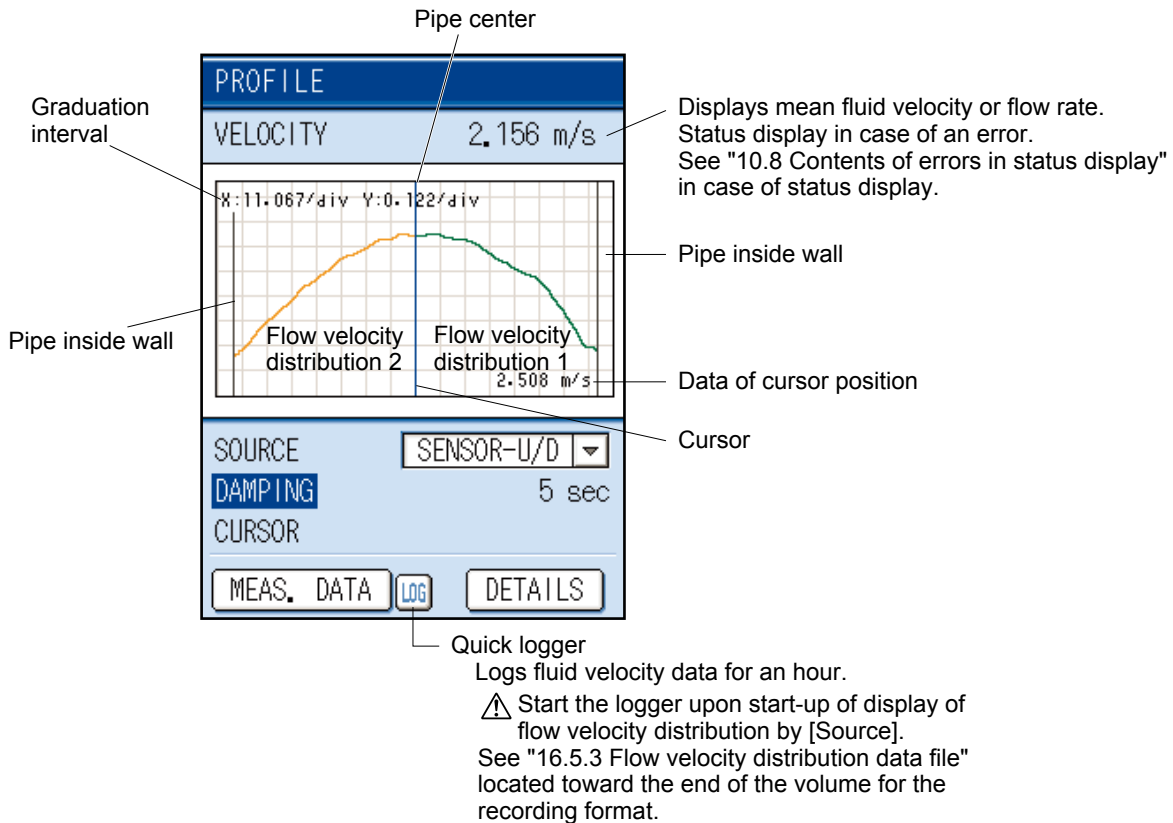 Pipe center
PROFILE
Graduation
interval
VELOCITY 2.156 m/s
Displays mean fluid velocity or flow rate.
Status display in case of an error.
See "10.8 Contents of errors in status display"
in case of status display.
X:11.067/div Y:0.122/div
Pipe inside wall
Pipe inside wall
Flow velocity
distribution 2
Flow velocity
distribution 1
2.508 m/s
Data of cursor position
Cursor
SOURCE SENSOR-U/D
DAMPING 5 sec
CURSOR
MEAS. DATA LOG DETAILS
Quick logger
Logs fluid velocity data for an hour.
Start the logger upon start-up of display of
flow velocity distribution by [Source].
See "16.5.3 Flow velocity distribution data file"
located toward the end of the volume for the
recording format.